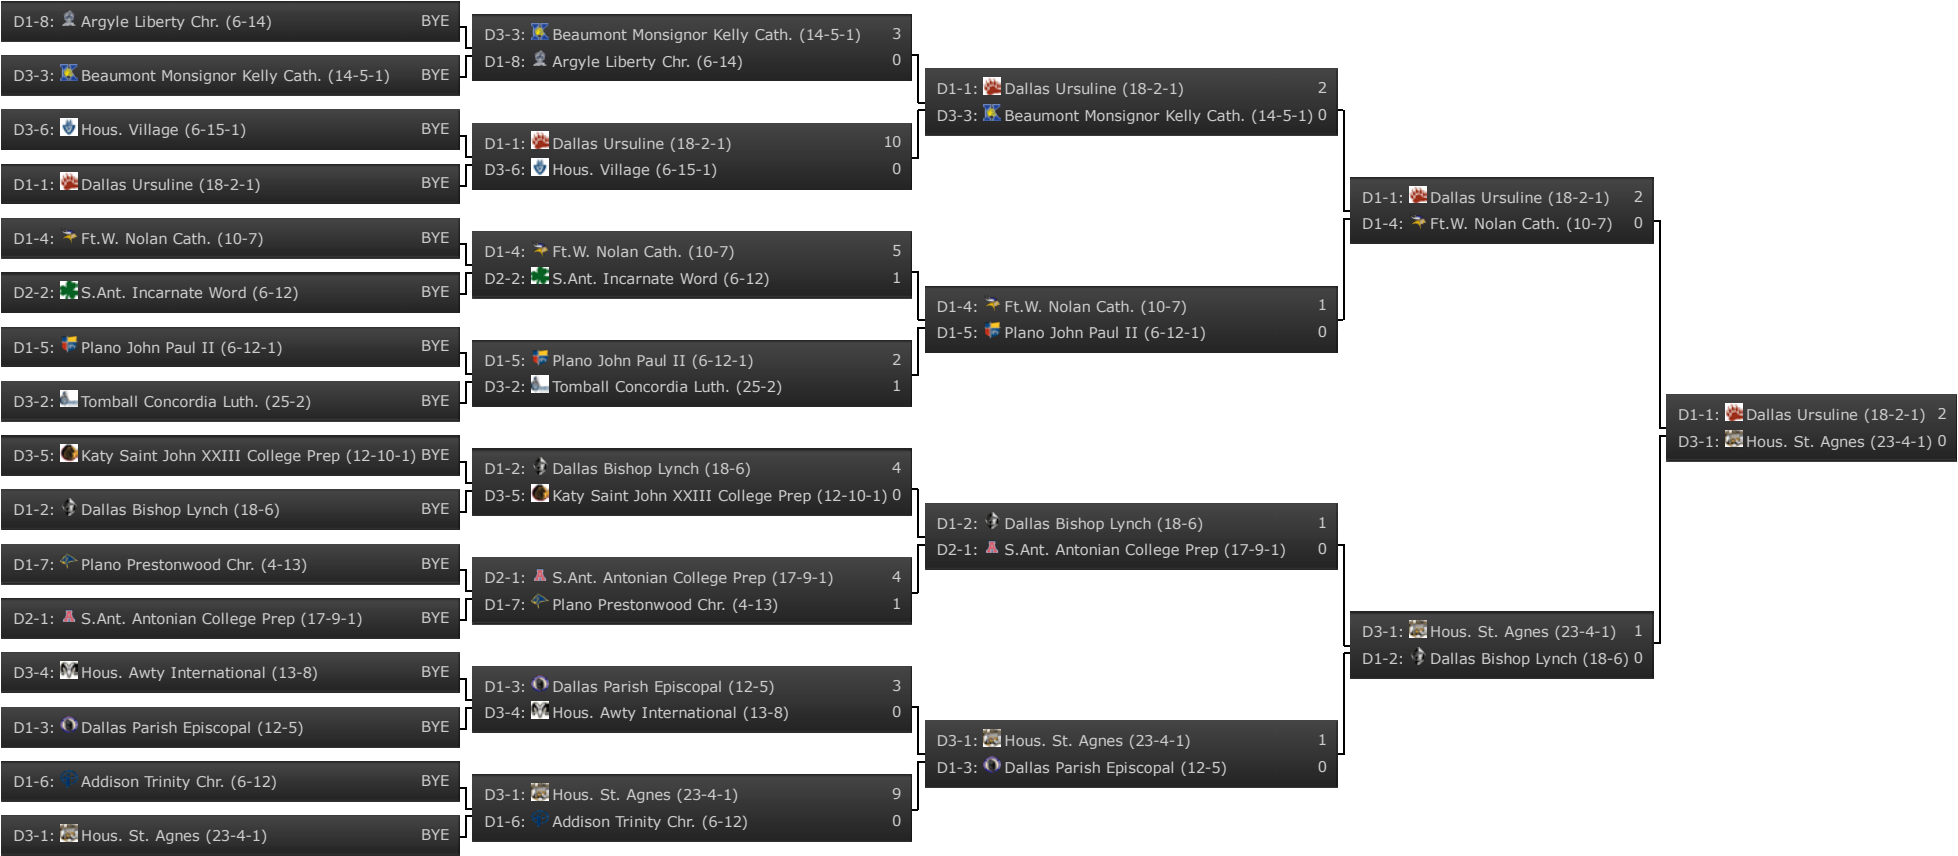 D1-8: Argyle Liberty Chr. (6-14) BYE
D3-3: Beaumont Monsignor Kelly Cath. (14-5-1) BYE
D3-6: Hous. Village (6-15-1) BYE
D1-1: Dallas Ursuline (18-2-1) BYE
D1-4: Ft.W. Nolan Cath. (10-7) BYE
D2-2: S.Ant. Incarnate Word (6-12) BYE
D1-5: Plano John Paul II (6-12-1) BYE
D3-2: Tomball Concordia Luth. (25-2) BYE
D3-5: Katy Saint John XXIII College Prep (12-10-1) BYE
D1-2: Dallas Bishop Lynch (18-6) BYE
D1-7: Plano Prestonwood Chr. (4-13) BYE
D2-1: S.Ant. Antonian College Prep (17-9-1) BYE
D3-4: Hous. Awty International (13-8) BYE
D1-3: Dallas Parish Episcopal (12-5) BYE
D1-6: Addison Trinity Chr. (6-12) BYE
D3-1: Hous. St. Agnes (23-4-1) BYE
D3-3: Beaumont Monsignor Kelly Cath. (14-5-1) 3
D1-8: Argyle Liberty Chr. (6-14) 0
D1-1: Dallas Ursuline (18-2-1) 10
D3-6: Hous. Village (6-15-1) 0
D1-4: Ft.W. Nolan Cath. (10-7) 5
D2-2: S.Ant. Incarnate Word (6-12) 1
D1-5: Plano John Paul II (6-12-1) 2
D3-2: Tomball Concordia Luth. (25-2) 1
D1-2: Dallas Bishop Lynch (18-6) 4
D3-5: Katy Saint John XXIII College Prep (12-10-1) 0
D2-1: S.Ant. Antonian College Prep (17-9-1) 4
D1-7: Plano Prestonwood Chr. (4-13) 1
D1-3: Dallas Parish Episcopal (12-5) 3
D3-4: Hous. Awty International (13-8) 0
D3-1: Hous. St. Agnes (23-4-1) 9
D1-6: Addison Trinity Chr. (6-12) 0
D1-1: Dallas Ursuline (18-2-1) 2
D3-3: Beaumont Monsignor Kelly Cath. (14-5-1) 0
D1-4: Ft.W. Nolan Cath. (10-7) 1
D1-5: Plano John Paul II (6-12-1) 0
D1-2: Dallas Bishop Lynch (18-6) 1
D2-1: S.Ant. Antonian College Prep (17-9-1) 0
D3-1: Hous. St. Agnes (23-4-1) 1
D1-3: Dallas Parish Episcopal (12-5) 0
D1-1: Dallas Ursuline (18-2-1) 2
D1-4: Ft.W. Nolan Cath. (10-7) 0
D3-1: Hous. St. Agnes (23-4-1) 1
D1-2: Dallas Bishop Lynch (18-6) 0
D1-1: Dallas Ursuline (18-2-1) 2
D3-1: Hous. St. Agnes (23-4-1) 0